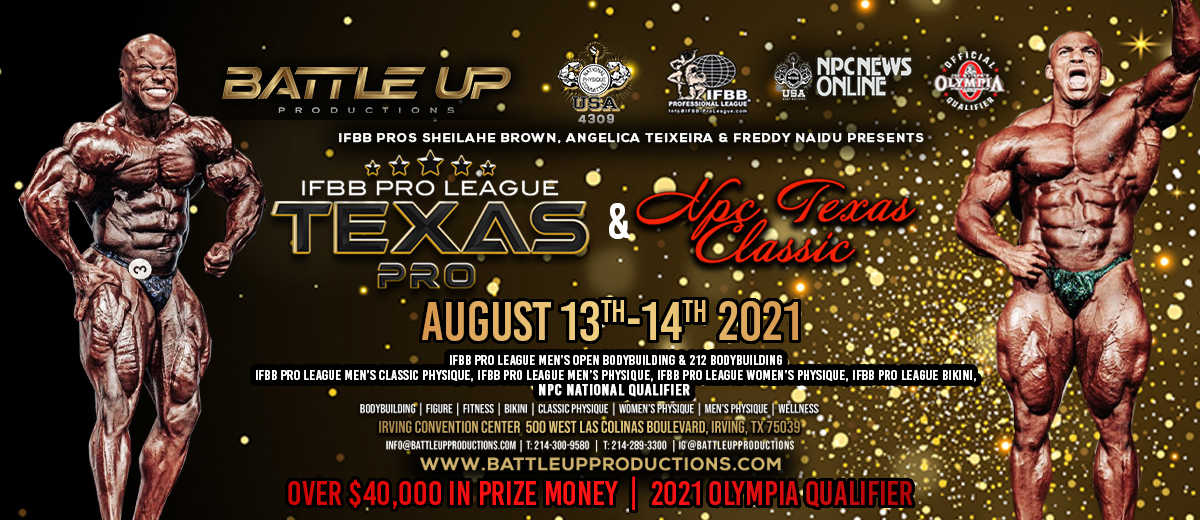 BATTLE UP
PRODUCTIONS
NATIONAL PHYSIQUE COMMITTEE
USA
4309
IFBB
PROFESSIONAL LEAGUE
USA
NPC NEWS
ONLINE
OFFICIAL
OLYMPIA
QUALIFIER
IFBB PROS SHEILAHE BROWN, ANGELICA TEIXEIRA & FREDDY NAIDU PRESENTS
IFBB PRO LEAGUE
TEXAS
PRO
&
Npc Texas
Classic
3
AUGUST 13TH-14TH 2021
IFBB PRO LEAGUE MEN'S OPEN BODYBUILDING & 212 BODYBUILDING
IFBB PRO LEAGUE MEN'S CLASSIC PHYSIQUE, IFBB PRO LEAGUE MEN'S PHYSIQUE, IFBB PRO LEAGUE WOMEN'S PHYSIQUE, IFBB PRO LEAGUE BIKINI,
NPC NATIONAL QUALIFIER
BODYBUILDING | FIGURE | FITNESS | BIKINI | CLASSIC PHYSIQUE | WOMEN'S PHYSIQUE | MEN'S PHYSIQUE | WELLNESS
IRVING CONVENTION CENTER, 500 WEST LAS COLINAS BOULEVARD, IRVING, TX 75039
INFO@BATTLEUPPRODUCTIONS.COM | T: 214-300-9580 | T: 214-289-3300 | IG@BATTLEUPPRODUCTIONS
WWW.BATTLEUPPRODUCTIONS.COM
OVER $40,000 IN PRIZE MONEY | 2021 OLYMPIA QUALIFIER